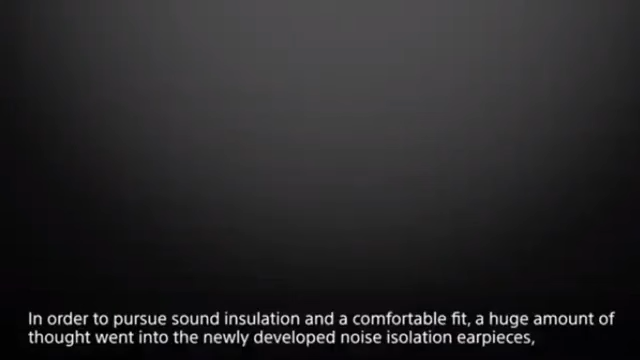 In order to pursue sound insulation and a comfortable fit, a huge amount of
thought went into the newly developed noise isolation earpieces,